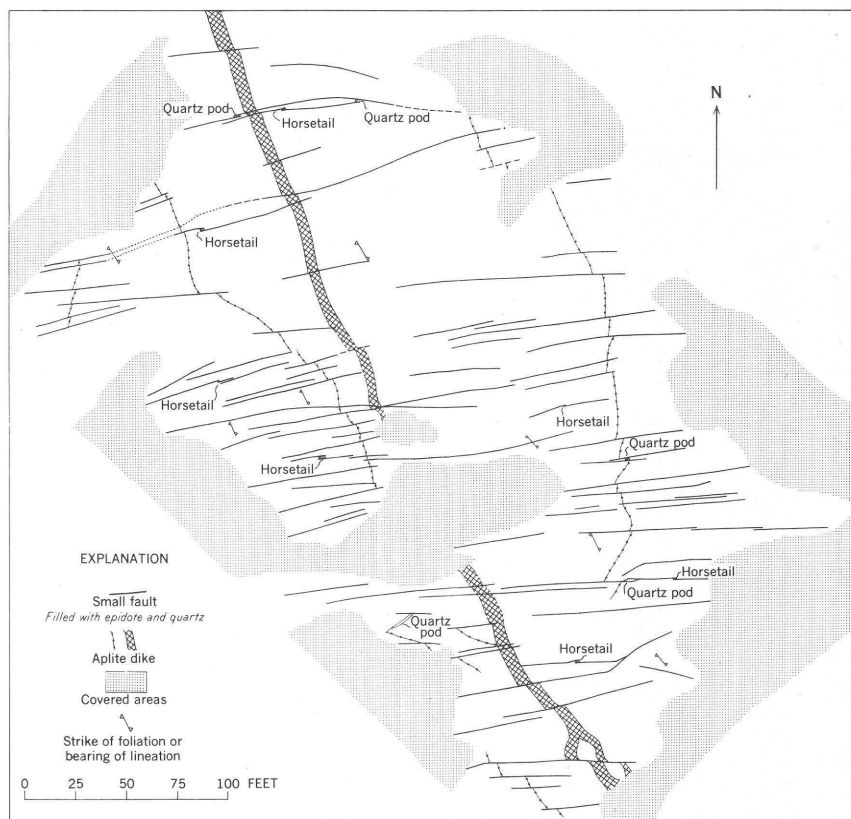 N
Quartz pod
Horsetail
Quartz pod
Horsetail
Horsetail
Horsetail
Quartz pod
Horsetail
Horsetail
Quartz pod
Quartz
pod
Horsetail
EXPLANATION
Small fault
Filled with epidote and quartz
Aplite dike
Covered areas
Strike of foliation or
bearing of lineation
0 50 50 100 FEET